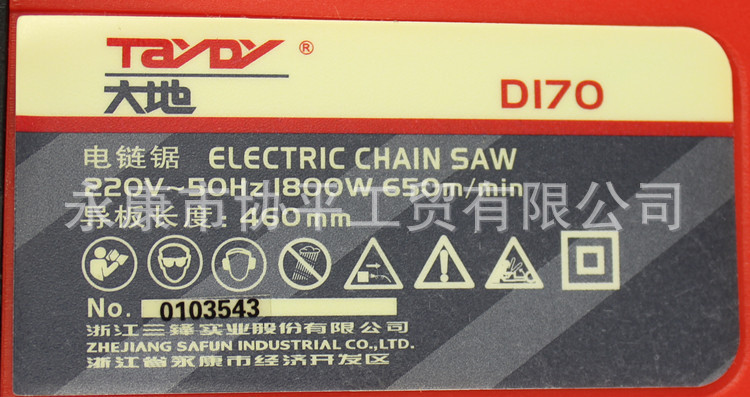 TAYDY ®
大地
D170
电链锯 ELECTRIC CHAIN SAW
220V~50Hz 1800W 650m/min
导板长度: 460mm
永康市协平工贸有限公司
No. 0103543
浙江三锋实业股份有限公司
ZHEJIANG SAFUN INDUSTRIAL CO.,LTD.
浙江省永康市经济开发区